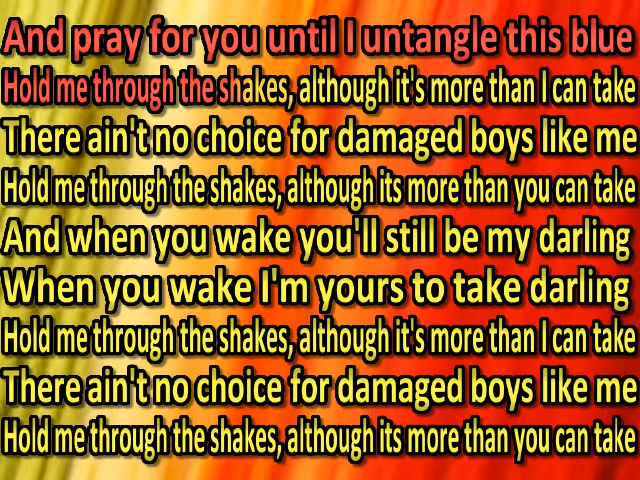 And pray for you until I untangle this blue
Hold me through the shakes, although it's more than I can take
There ain't no choice for damaged boys like me
Hold me through the shakes, although its more than you can take
And when you wake you'll still be my darling
When you wake I'm yours to take darling
Hold me through the shakes, although it's more than I can take
There ain't no choice for damaged boys like me
Hold me through the shakes, although its more than you can take